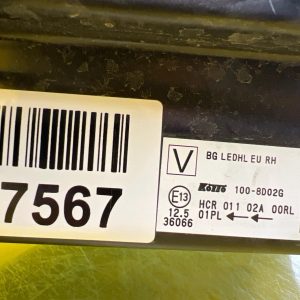 7567
V
BG LEDHL EU RH
KOITO 100-8D02G
E13
HCR 011 02A 00RL
12.5 01PL
36066